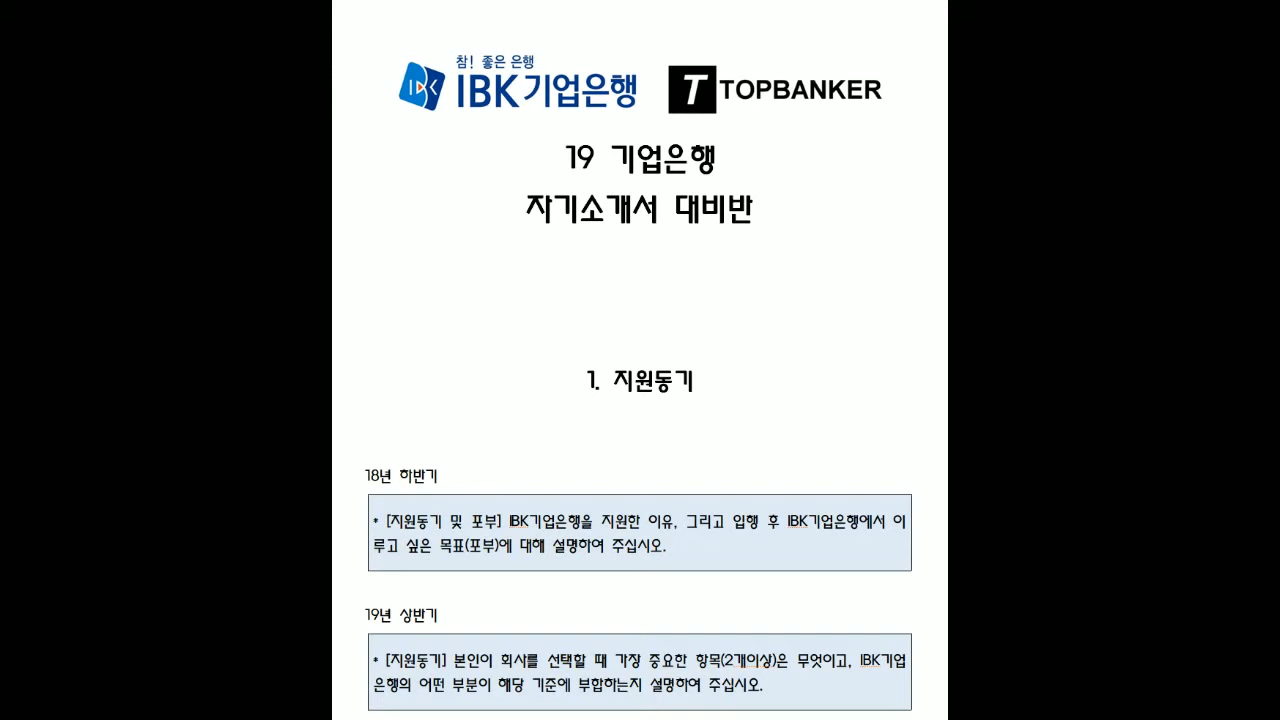 참! 좋은 은행
IBK기업은행
T TOPBANKER
19 기업은행
자기소개서 대비반
1. 지원동기
18년 하반기
* [지원동기 및 포부] IBK기업은행을 지원한 이유, 그리고 입행 후 IBK기업은행에서 이
루고 싶은 목표(포부)에 대해 설명하여 주십시오.
19년 상반기
* [지원동기] 본인이 회사를 선택할 때 가장 중요한 항목(2개이상)은 무엇이고, IBK기업
은행의 어떤 부분이 해당 기준에 부합하는지 설명하여 주십시오.